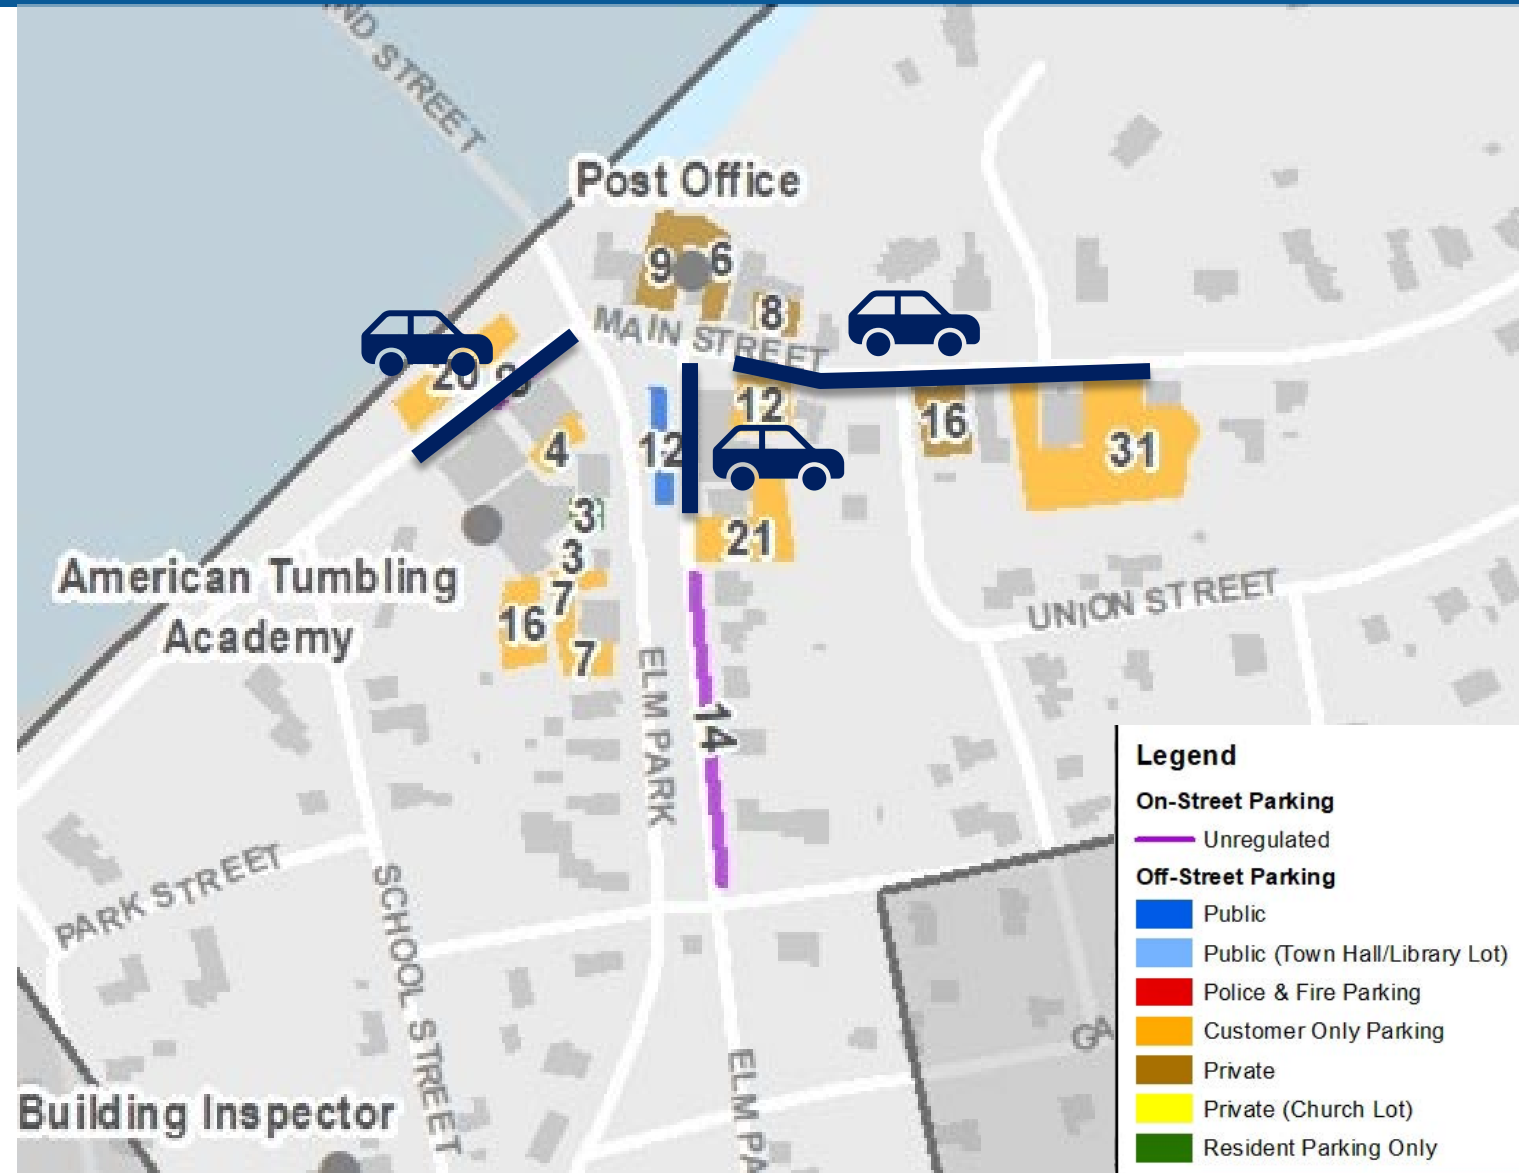 ND STREET
Post Office
9
6
8
MAIN STREET
20
12
4
12
16
31
3
3
21
American Tumbling
Academy
7
16
7
UNION STREET
ELM PARK
14
PARK STREET
SCHOOL STREET
ELM PA
GA
Building Inspector
Legend
On-Street Parking
Unregulated
Off-Street Parking
Public
Public (Town Hall/Library Lot)
Police & Fire Parking
Customer Only Parking
Private
Private (Church Lot)
Resident Parking Only